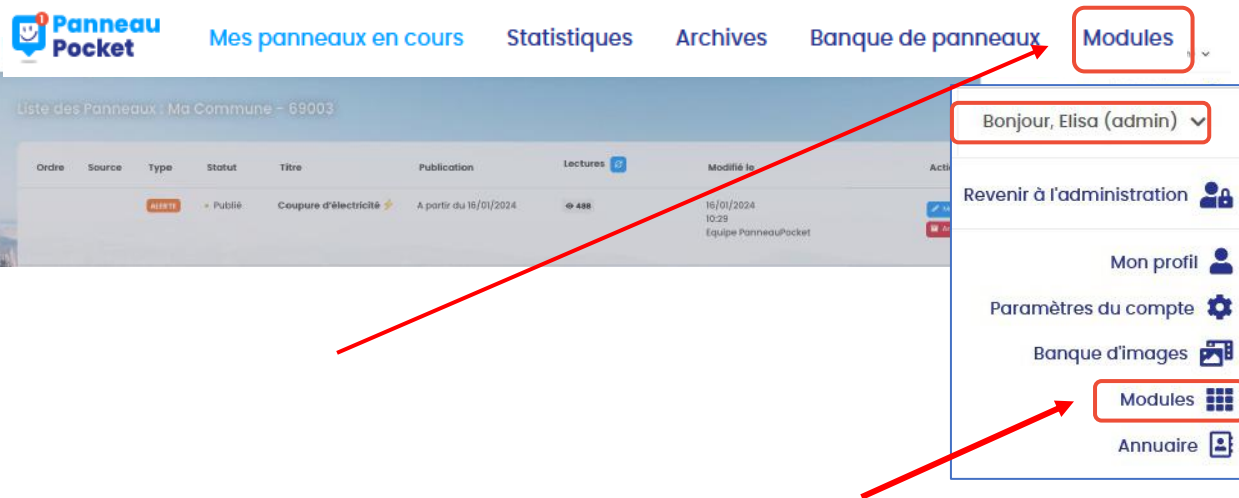 1
Panneau
Pocket
Mes panneaux en cours Statistiques Archives Banque de panneaux Modules
Liste des Panneaux : Ma Commune - 69003
Ordre Source Type Statut Titre Publication Lectures Modifié le
ALERTE Publié Coupure d'électricité A partir du 16/01/2024 488 16/01/2024
10:29
Equipe PanneauPocket
Bonjour, Elisa (admin)
Revenir à l'administration
Mon profil
Paramètres du compte
Banque d'images
Modules
Annuaire